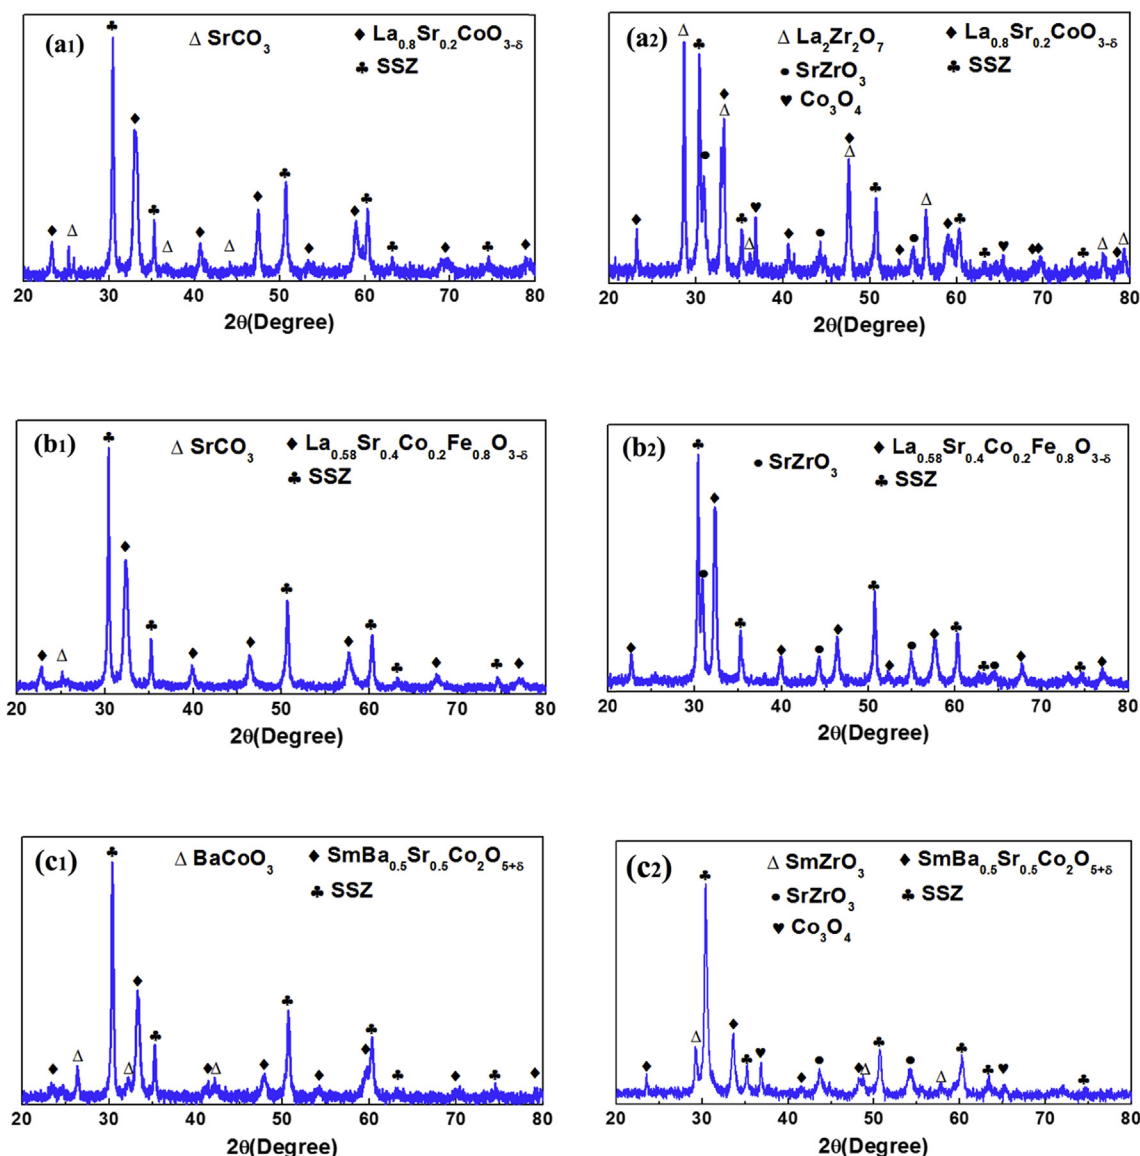 (a1) Δ SrCO3 ♦ La0.8Sr0.2CoO3-δ
♣ SSZ
20 30 40 50 60 70 80
2θ(Degree)
(a2) Δ La2Zr2O7 ♦ La0.8Sr0.2CoO3-δ
● SrZrO3 ♣ SSZ
♥ Co3O4
20 30 40 50 60 70 80
2θ(Degree)
(b1) Δ SrCO3 ♦ La0.58Sr0.4Co0.2Fe0.8O3-δ
♣ SSZ
20 30 40 50 60 70 80
2θ(Degree)
(b2) ● SrZrO3 ♦ La0.58Sr0.4Co0.2Fe0.8O3-δ
♣ SSZ
20 30 40 50 60 70 80
2θ(Degree)
(c1) Δ BaCoO3 ♦ SmBa0.5Sr0.5Co2O5+δ
♣ SSZ
20 30 40 50 60 70 80
2θ(Degree)
(c2) Δ SmZrO3 ♦ SmBa0.5Sr0.5Co2O5+δ
● SrZrO3 ♣ SSZ
♥ Co3O4
20 30 40 50 60 70 80
2θ(Degree)